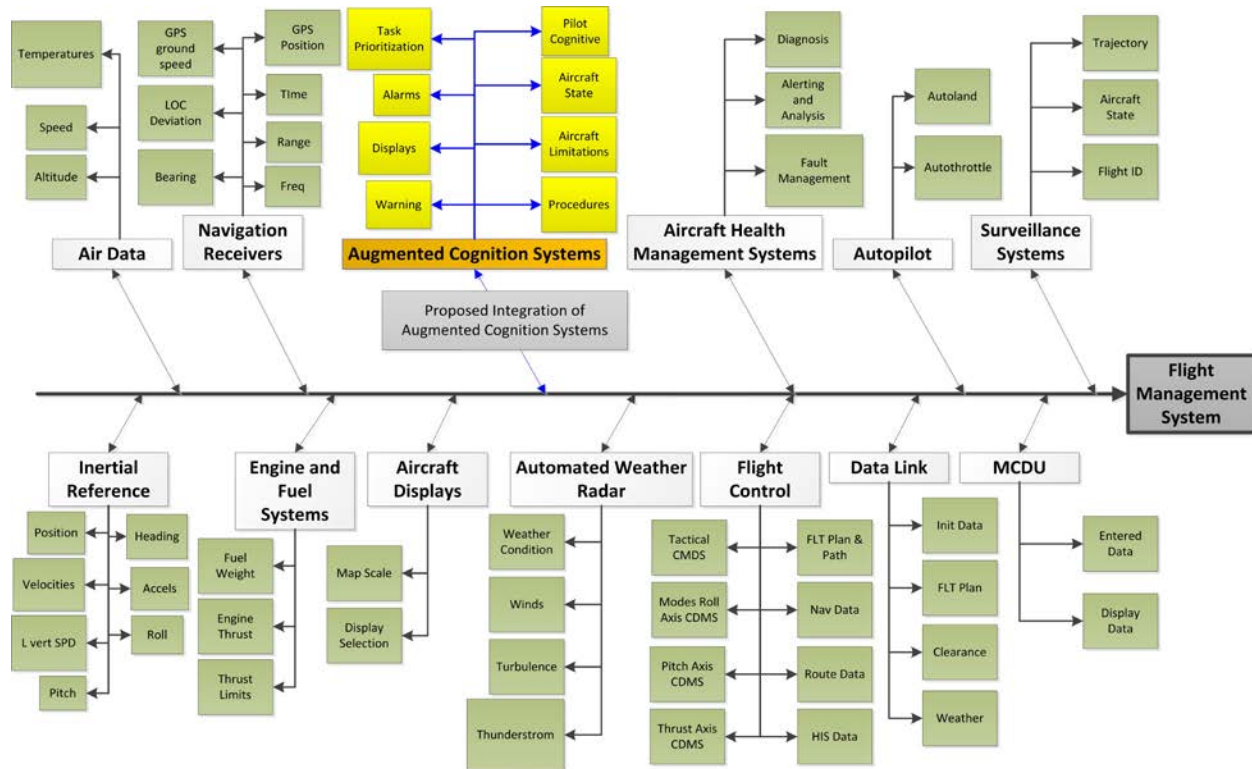 Temperatures
Speed
Altitude
Air Data
GPS
ground
speed
GPS
Position
LOC
Deviation
TIme
Range
Bearing
Freq
Navigation
Receivers
Task
Prioritization
Pilot
Cognitive
Alarms
Aircraft
State
Displays
Aircraft
Limitations
Warning
Procedures
Augmented Cognition Systems
Proposed Integration of
Augmented Cognition Systems
Diagnosis
Alerting
and
Analysis
Fault
Management
Aircraft Health
Management Systems
Autoland
Autothrottle
Autopilot
Trajectory
Aircraft
State
Flight ID
Surveillance
Systems
Flight
Management
System
Inertial
Reference
Position
Heading
Velocities
Accels
L vert SPD
Roll
Pitch
Engine and
Fuel
Systems
Fuel
Weight
Engine
Thrust
Thrust
Limits
Aircraft
Displays
Map Scale
Display
Selection
Automated Weather
Radar
Weather
Condition
Winds
Turbulence
Thunderstrom
Flight
Control
Tactical
CMDS
FLT Plan &
Path
Modes Roll
Axis CDMS
Nav Data
Pitch Axis
CDMS
Route Data
Thrust Axis
CDMS
HIS Data
Data Link
Init Data
FLT Plan
Clearance
Weather
MCDU
Entered
Data
Display
Data